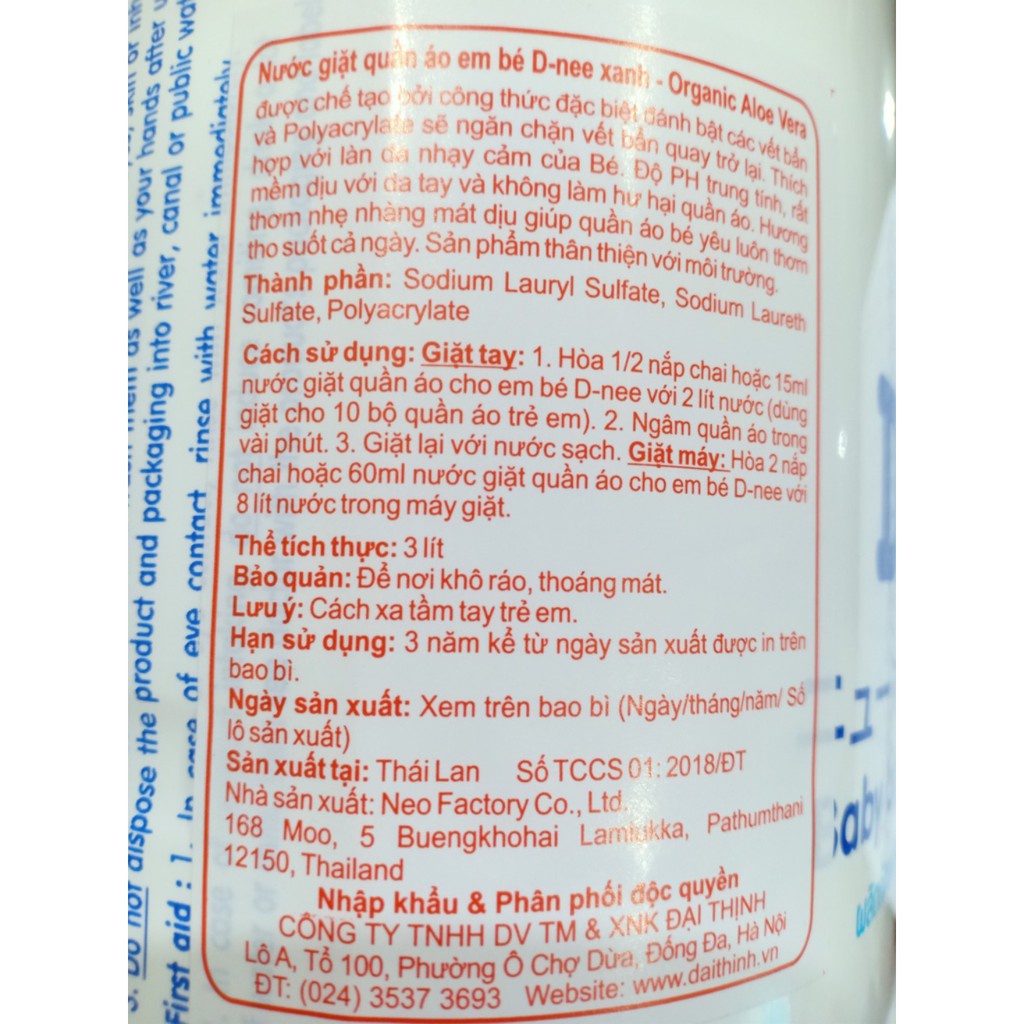 Nước giặt quần áo em bé D-nee xanh - Organic Aloe Vera
được chế tạo bởi công thức đặc biệt đánh bật các vết bẩn
và Polyacrylate sẽ ngăn chặn vết bẩn quay trở lại. Thích
hợp với làn da nhạy cảm của Bé. Độ PH trung tính, rất
mềm dịu với da tay và không làm hư hại quần áo. Hương
thơm nhẹ nhàng mát dịu giúp quần áo bé yêu luôn thơm
tho suốt cả ngày. Sản phẩm thân thiện với môi trường.
Thành phần: Sodium Lauryl Sulfate, Sodium Laureth
Sulfate, Polyacrylate
Cách sử dụng: Giặt tay: 1. Hòa 1/2 nắp chai hoặc 15ml
nước giặt quần áo cho em bé D-nee với 2 lít nước (dùng
giặt cho 10 bộ quần áo trẻ em). 2. Ngâm quần áo trong
vài phút. 3. Giặt lại với nước sạch. Giặt máy: Hòa 2 nắp
chai hoặc 60ml nước giặt quần áo cho em bé D-nee với
8 lít nước trong máy giặt.
Thể tích thực: 3 lít
Bảo quản: Để nơi khô ráo, thoáng mát.
Lưu ý: Cách xa tầm tay trẻ em.
Hạn sử dụng: 3 năm kể từ ngày sản xuất được in trên
bao bì.
Ngày sản xuất: Xem trên bao bì (Ngày/tháng/năm/ Số
lô sản xuất)
Sản xuất tại: Thái Lan Số TCCS 01: 2018/ĐT
Nhà sản xuất: Neo Factory Co., Ltd.
168 Moo, 5 Buengkhohai Lamlukka, Pathumthani
12150, Thailand
Nhập khẩu & Phân phối độc quyền
CÔNG TY TNHH DV TM & XNK ĐẠI THỊNH
Lô A, Tổ 100, Phường Ô Chợ Dừa, Đống Đa, Hà Nội
ĐT: (024) 3537 3693 Website: www.daithinh.vn
as well as your hands after
3. Do not dispose the product and packaging into river, canal or public
First aid : 1. In case of eye contact, rinse with water immediately
Baby